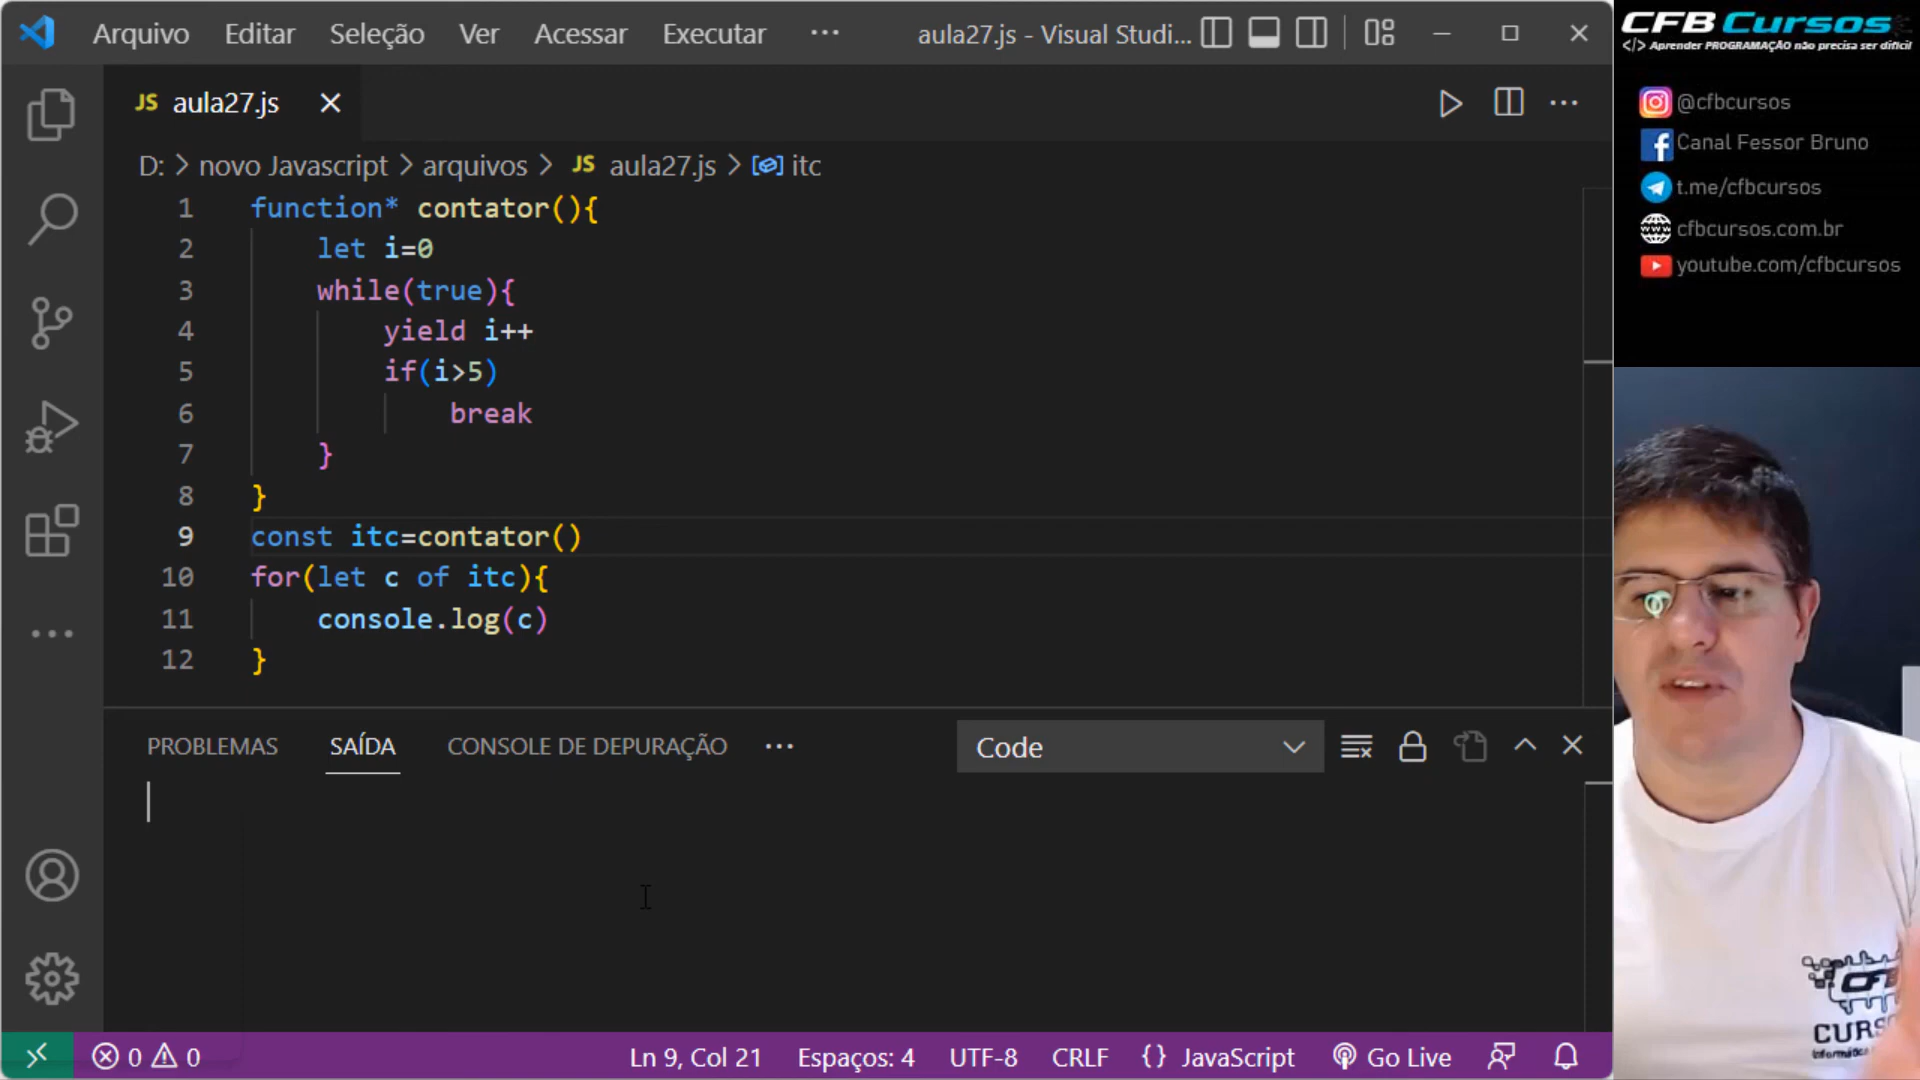 Arquivo Editar Seleção Ver Acessar Executar ··· aula27.js - Visual Studi...
JS aula27.js
D: > novo Javascript > arquivos > JS aula27.js > itc
1 function* contator(){
2 let i=0
3 while(true){
4 yield i++
5 if(i>5)
6 break
7 }
8 }
9 const itc=contator()
10 for(let c of itc){
11 console.log(c)
12 }
PROBLEMAS SAÍDA CONSOLE DE DEPURAÇÃO ··· Code
0 0 Ln 9, Col 21 Espaços: 4 UTF-8 CRLF {} JavaScript Go Live
CFB Cursos
</> Aprender PROGRAMAÇÃO não precisa ser difícil
@cfbcursos
Canal Fessor Bruno
t.me/cfbcursos
cfbcursos.com.br
youtube.com/cfbcursos